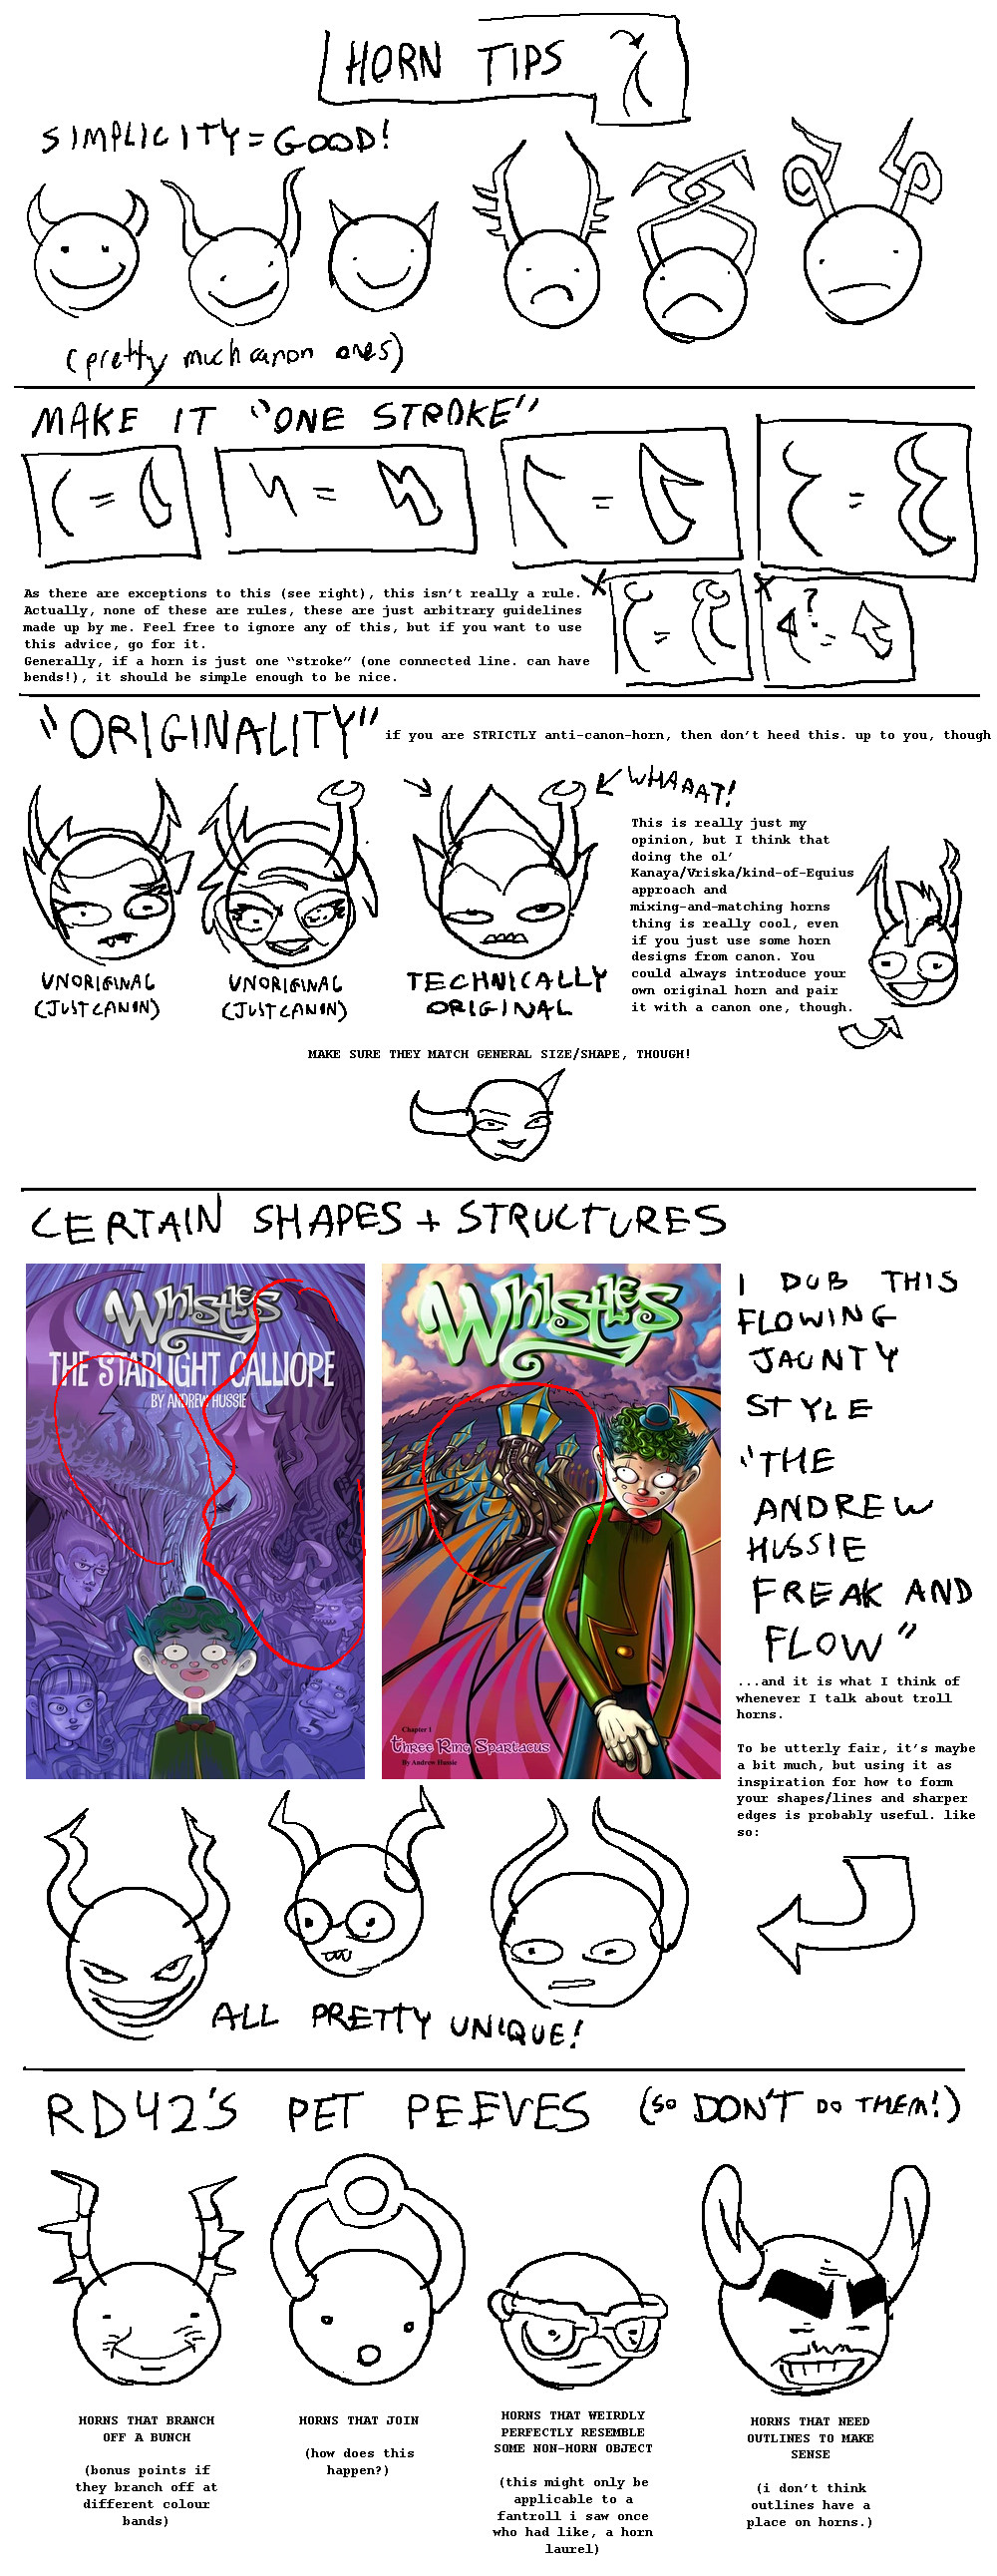 HORN TIPS
SIMPLICITY=GOOD!
(pretty much canon ones)
MAKE IT "ONE STROKE"
=
=
=
=
As there are exceptions to this (see right), this isn't really a rule.
Actually, none of these are rules, these are just arbitrary guidelines
made up by me. Feel free to ignore any of this, but if you want to use
this advice, go for it.
Generally, if a horn is just one "stroke" (one connected line. can have
bends!), it should be simple enough to be nice.
X
=
X
?
=
"ORIGINALITY"
if you are STRICTLY anti-canon-horn, then don't heed this. up to you, though
WHAAAT!
UNORIGINAL
(JUST CANON)
UNORIGINAL
(JUST CANON)
TECHNICALLY
ORIGINAL
This is really just my
opinion, but I think that
doing the ol'
Kanaya/Vriska/kind-of-Equius
approach and
mixing-and-matching horns
thing is really cool, even
if you just use some horn
designs from canon. You
could always introduce your
own original horn and pair
it with a canon one, though.
MAKE SURE THEY MATCH GENERAL SIZE/SHAPE, THOUGH!
CERTAIN SHAPES + STRUCTURES
Whistles
THE STARLIGHT CALLIOPE
BY ANDREW HUSSIE
Whistles
Chapter 1
Three Ring Spartacus
By Andrew Hussie
I DUB THIS
FLOWING
JAUNTY
STYLE
"THE
ANDREW
HUSSIE
FREAK AND
FLOW"
...and it is what I think of
whenever I talk about troll
horns.
To be utterly fair, it's maybe
a bit much, but using it as
inspiration for how to form
your shapes/lines and sharper
edges is probably useful. like
so:
ALL PRETTY UNIQUE!
RD42'S PET PEEVES (SO DON'T DO THEM!)
HORNS THAT BRANCH
OFF A BUNCH
(bonus points if
they branch off at
different colour
bands)
HORNS THAT JOIN
(how does this
happen?)
HORNS THAT WEIRDLY
PERFECTLY RESEMBLE
SOME NON-HORN OBJECT
(this might only be
applicable to a
fantroll i saw once
who had like, a horn
laurel)
HORNS THAT NEED
OUTLINES TO MAKE
SENSE
(i don't think
outlines have a
place on horns.)